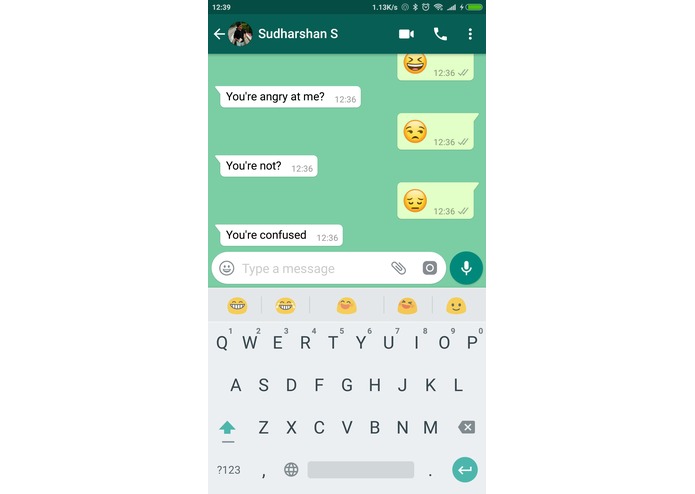 12:39
1.13K/s
Sudharshan S
12:36
You're angry at me? 12:36
12:36
You're not? 12:36
12:36
You're confused 12:36
Type a message
1 2 3 4 5 6 7 8 9 0
Q W E R T Y U I O P
A S D F G H J K L
Z X C V B N M
?123 , .